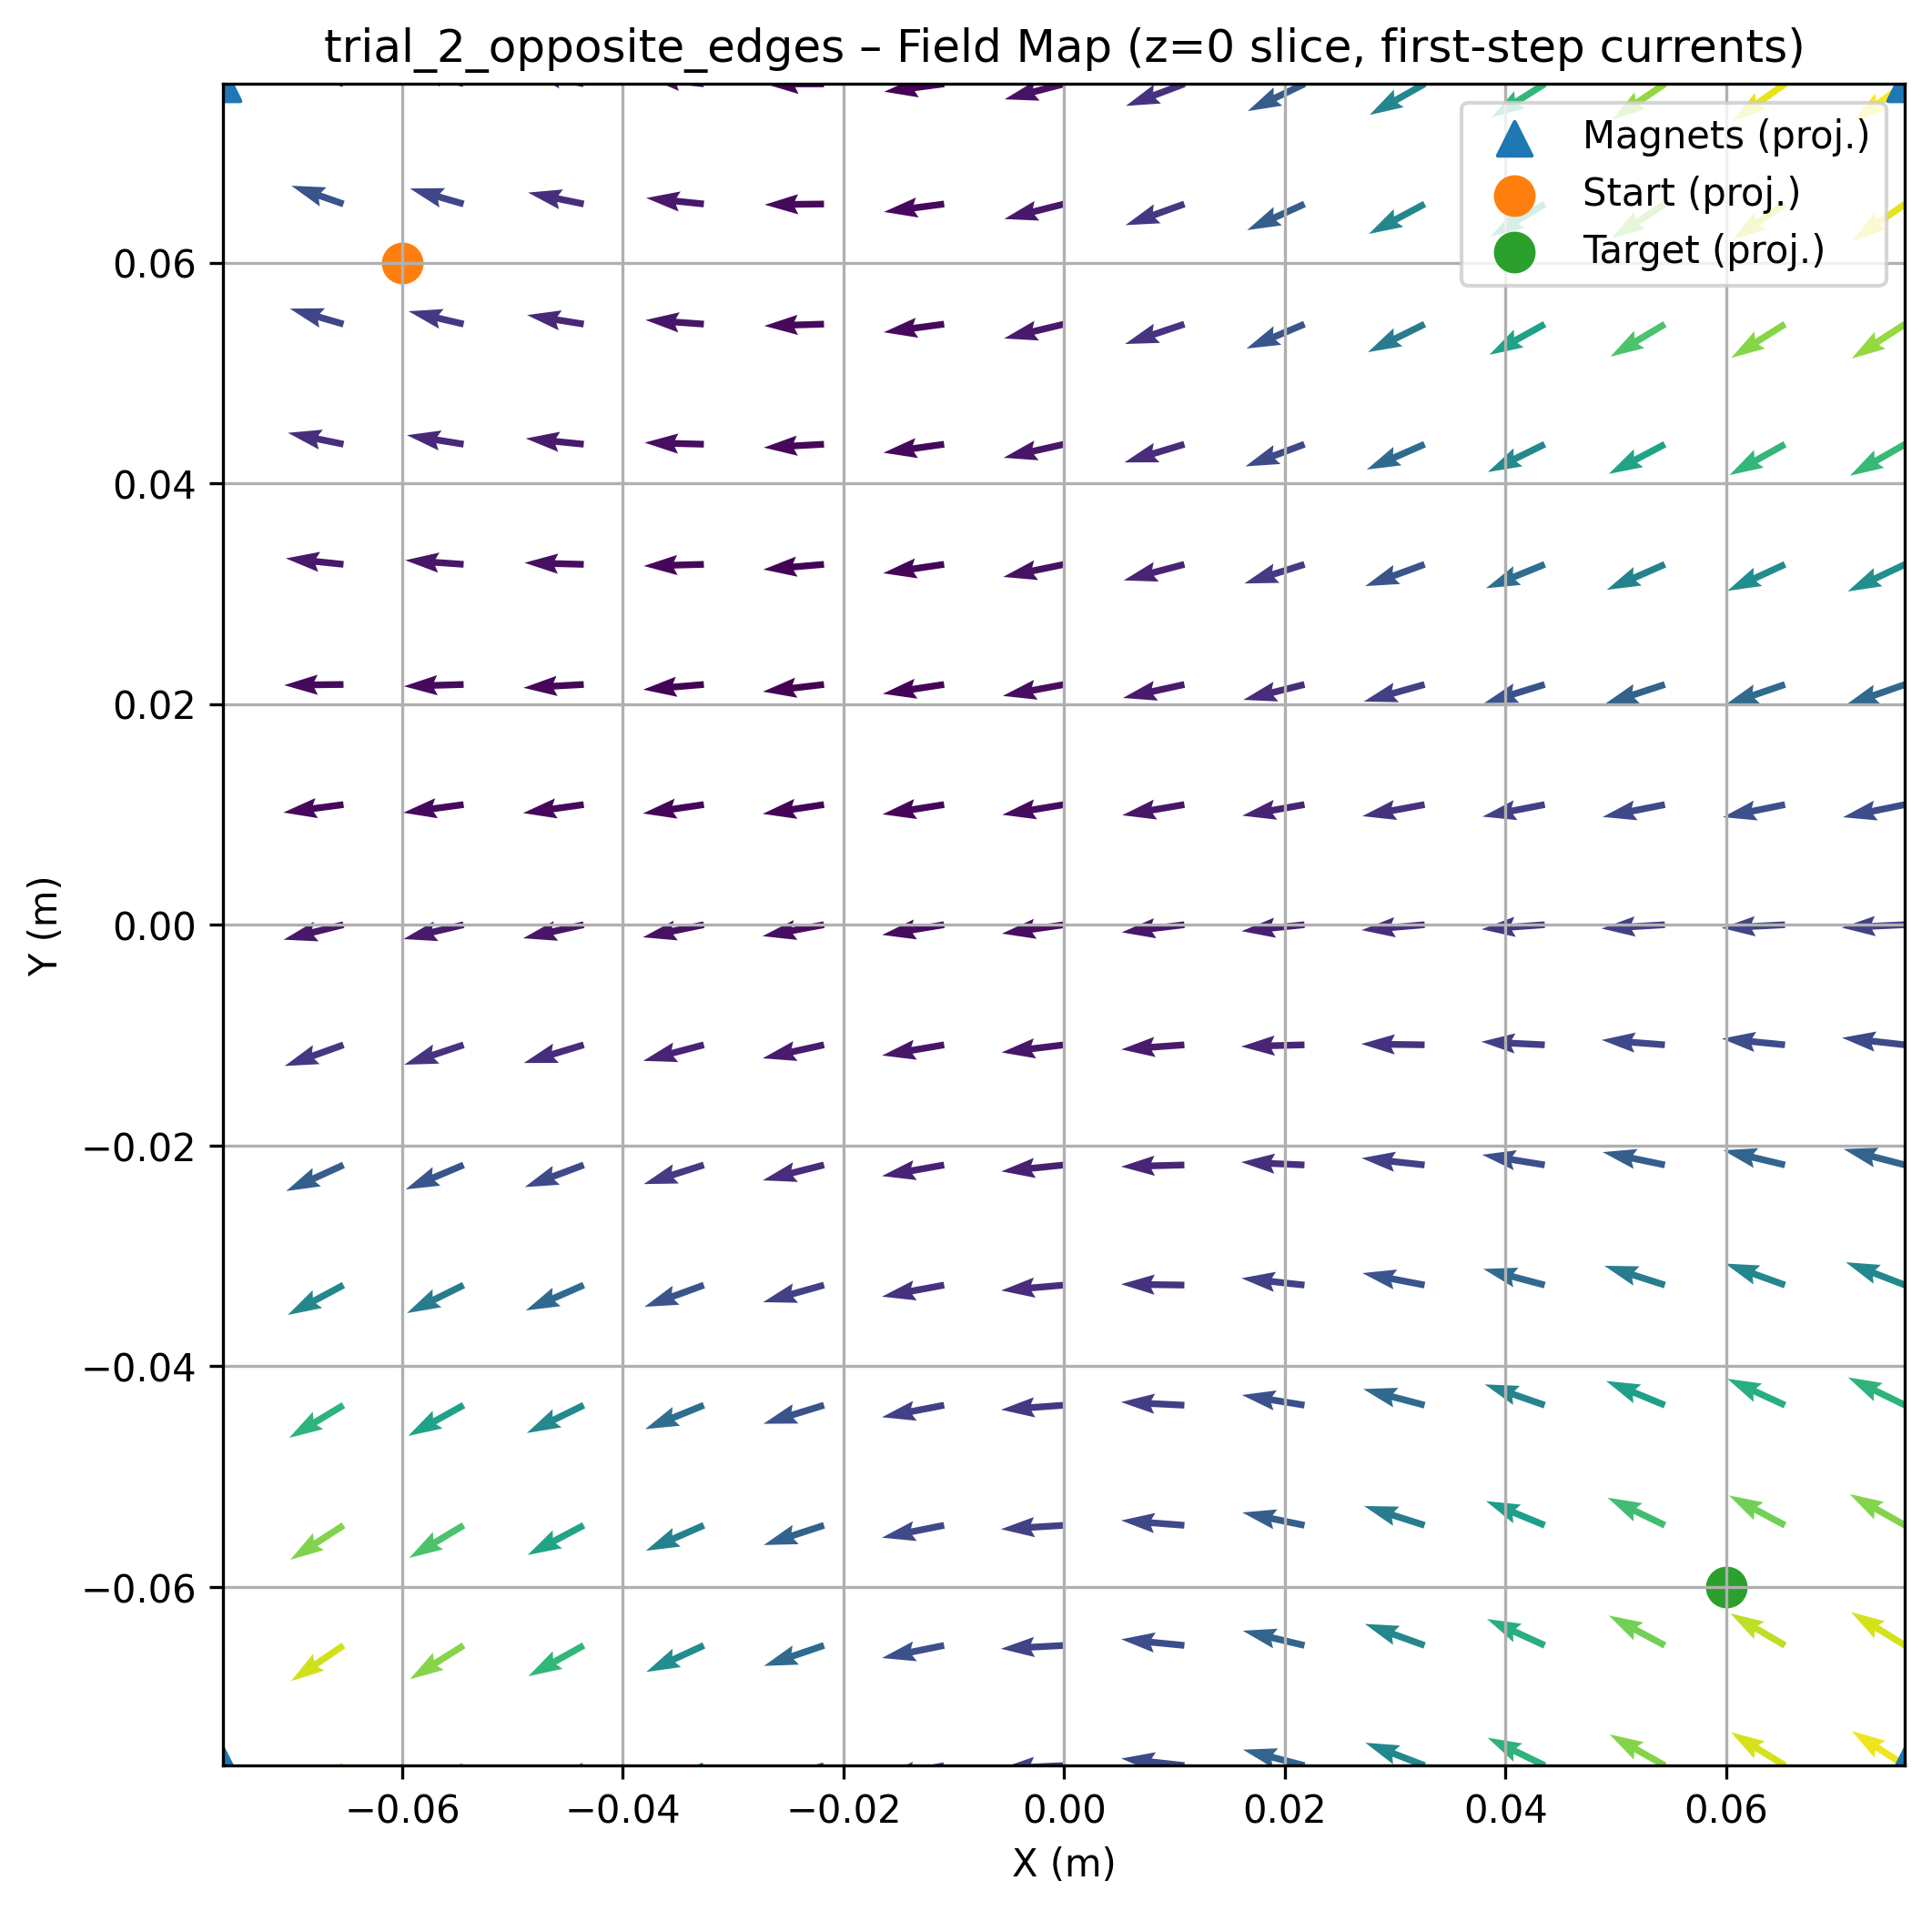 trial_2_opposite_edges – Field Map (z=0 slice, first-step currents)
Magnets (proj.)
Start (proj.)
Target (proj.)
0.06
0.04
0.02
0.00
−0.02
−0.04
−0.06
Y (m)
−0.06
−0.04
−0.02
0.00
0.02
0.04
0.06
X (m)